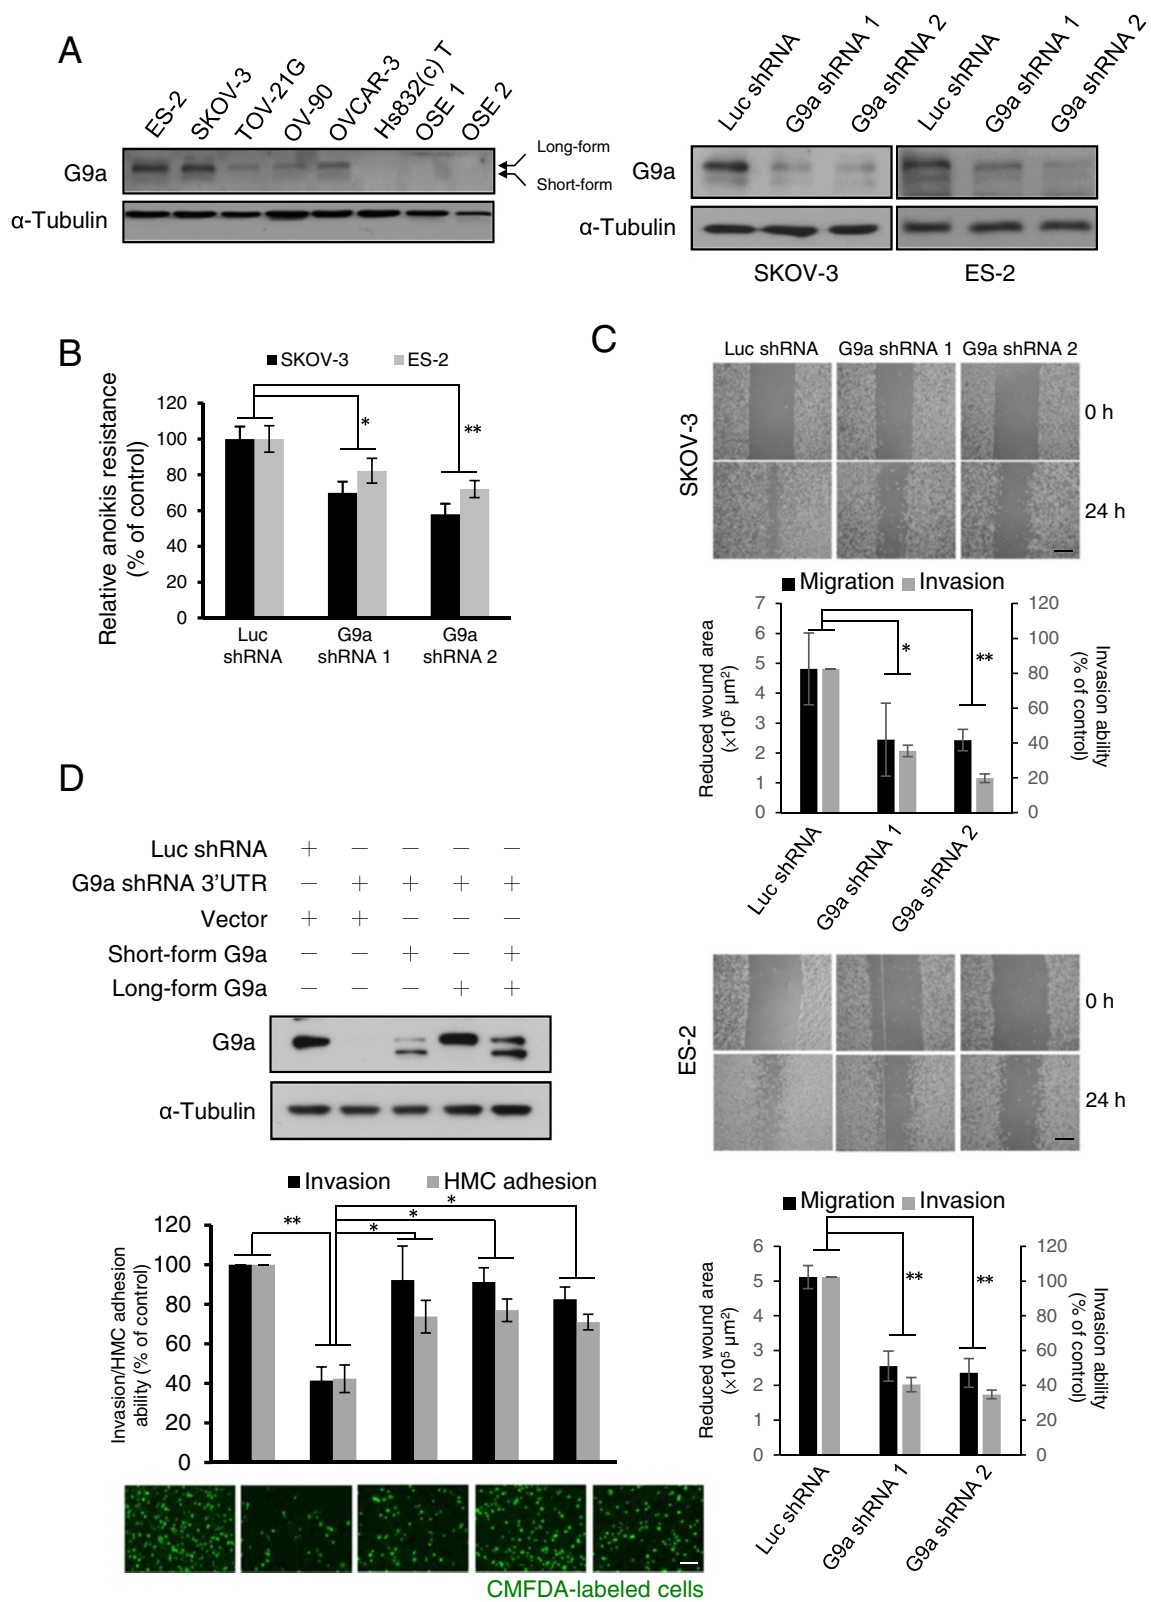 A
ES-2
SKOV-3
TOV-21G
OV-90
OVCAR-3
Hs832(c) T
OSE 1
OSE 2
G9a
Long-form
Short-form
α-Tubulin
Luc shRNA
G9a shRNA 1
G9a shRNA 2
Luc shRNA
G9a shRNA 1
G9a shRNA 2
G9a
α-Tubulin
SKOV-3
ES-2
B
SKOV-3
ES-2
Relative anoikis resistance
(% of control)
120
100
80
60
40
20
0
*
**
Luc
shRNA
G9a
shRNA 1
G9a
shRNA 2
C
Luc shRNA
G9a shRNA 1
G9a shRNA 2
SKOV-3
0 h
24 h
Migration
Invasion
Reduced wound area
(×10⁵ µm²)
7
6
5
4
3
2
1
0
*
**
120
100
80
60
40
20
0
Invasion ability
(% of control)
Luc shRNA
G9a shRNA 1
G9a shRNA 2
ES-2
0 h
24 h
Migration
Invasion
Reduced wound area
(×10⁵ µm²)
6
5
4
3
2
1
0
**
**
120
100
80
60
40
20
0
Invasion ability
(% of control)
Luc shRNA
G9a shRNA 1
G9a shRNA 2
D
Luc shRNA + − − − −
G9a shRNA 3'UTR − + + + +
Vector + + − − −
Short-form G9a − − + − +
Long-form G9a − − − + +
G9a
α-Tubulin
Invasion
HMC adhesion
Invasion/HMC adhesion
ability (% of control)
120
100
80
60
40
20
0
**
*
*
*
CMFDA-labeled cells